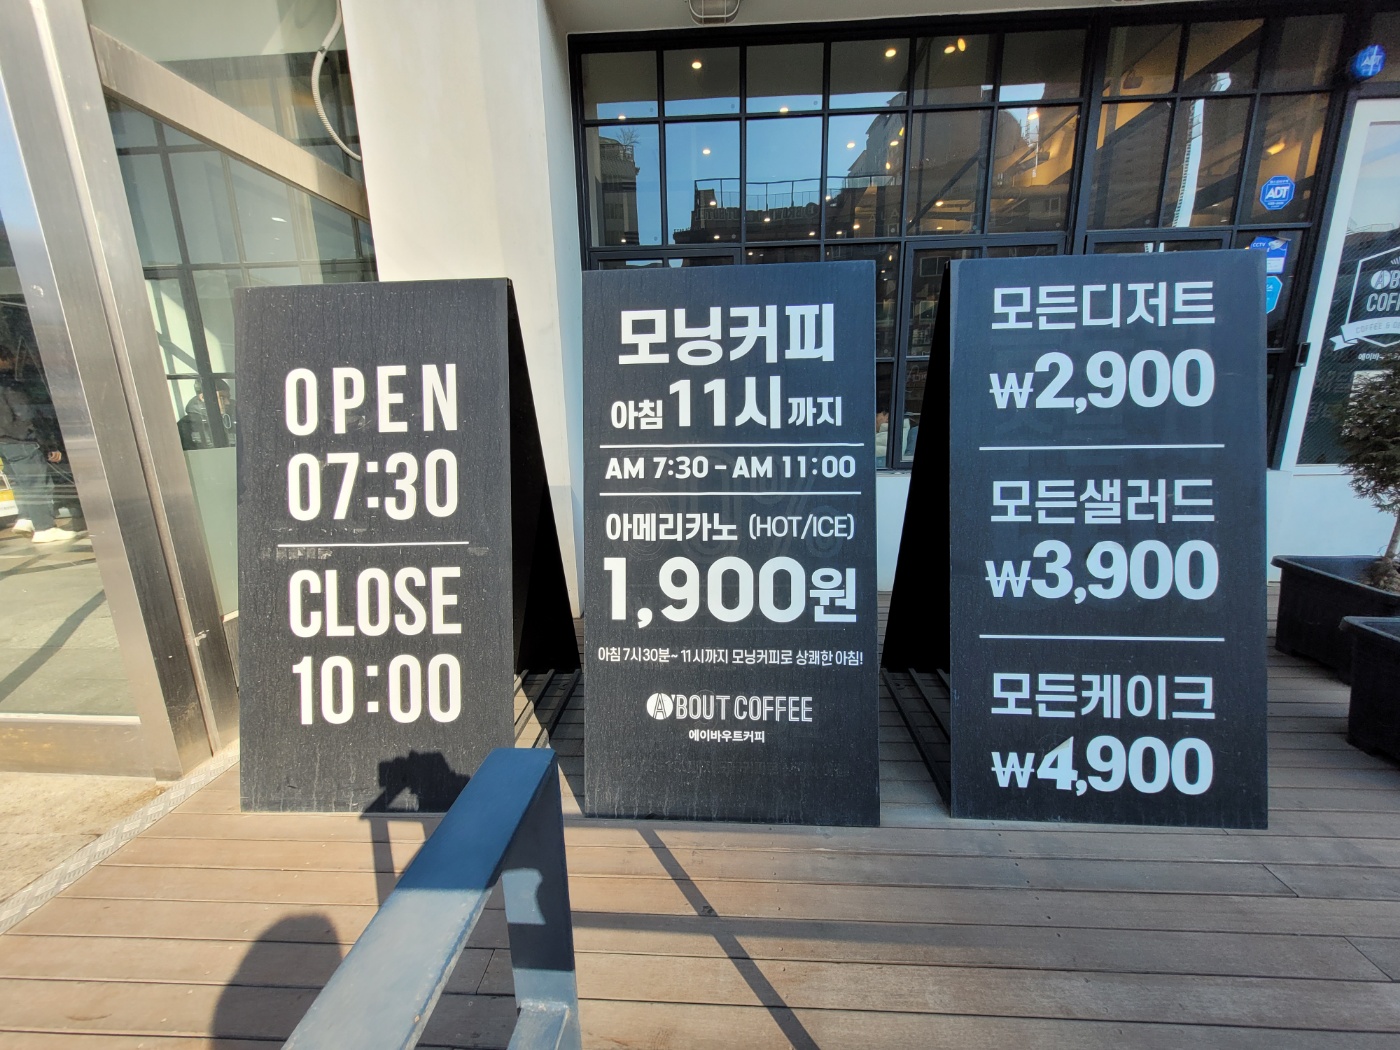 OPEN
07:30
CLOSE
10:00
모닝커피
아침 11시 까지
AM 7:30 - AM 11:00
아메리카노 (HOT/ICE)
1,900원
아침 7시30분~ 11시까지 모닝커피로 상쾌한 아침!
A'BOUT COFFEE
에이바우트커피
모든디저트
₩2,900
모든샐러드
₩3,900
모든케이크
₩4,900
ADT
ADT
CCTV